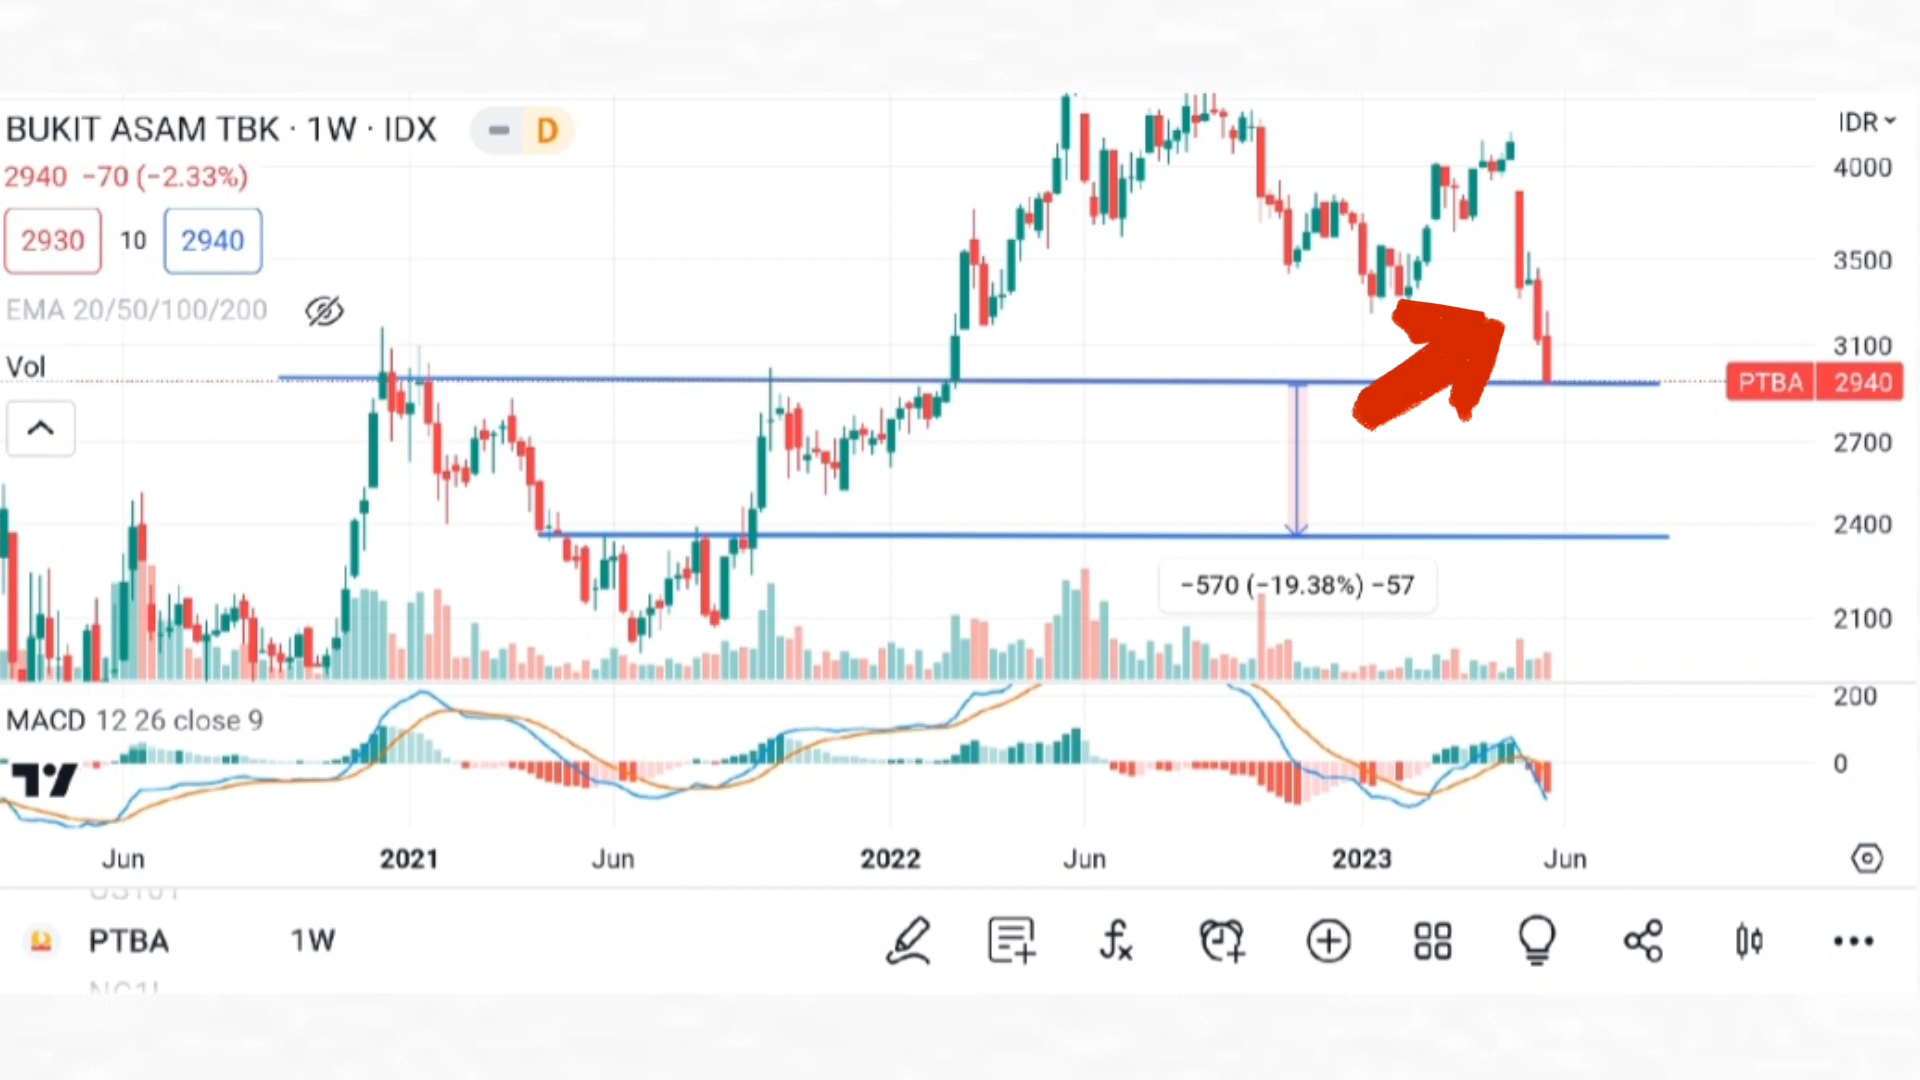 BUKIT ASAM TBK · 1W · IDX
D
IDR
2940 −70 (−2.33%)
2930 10 2940
EMA 20/50/100/200
Vol
4000
3500
3100
PTBA 2940
2700
2400
2100
−570 (−19.38%) −57
200
0
MACD 12 26 close 9
Jun 2021 Jun 2022 Jun 2023 Jun
PTBA 1W